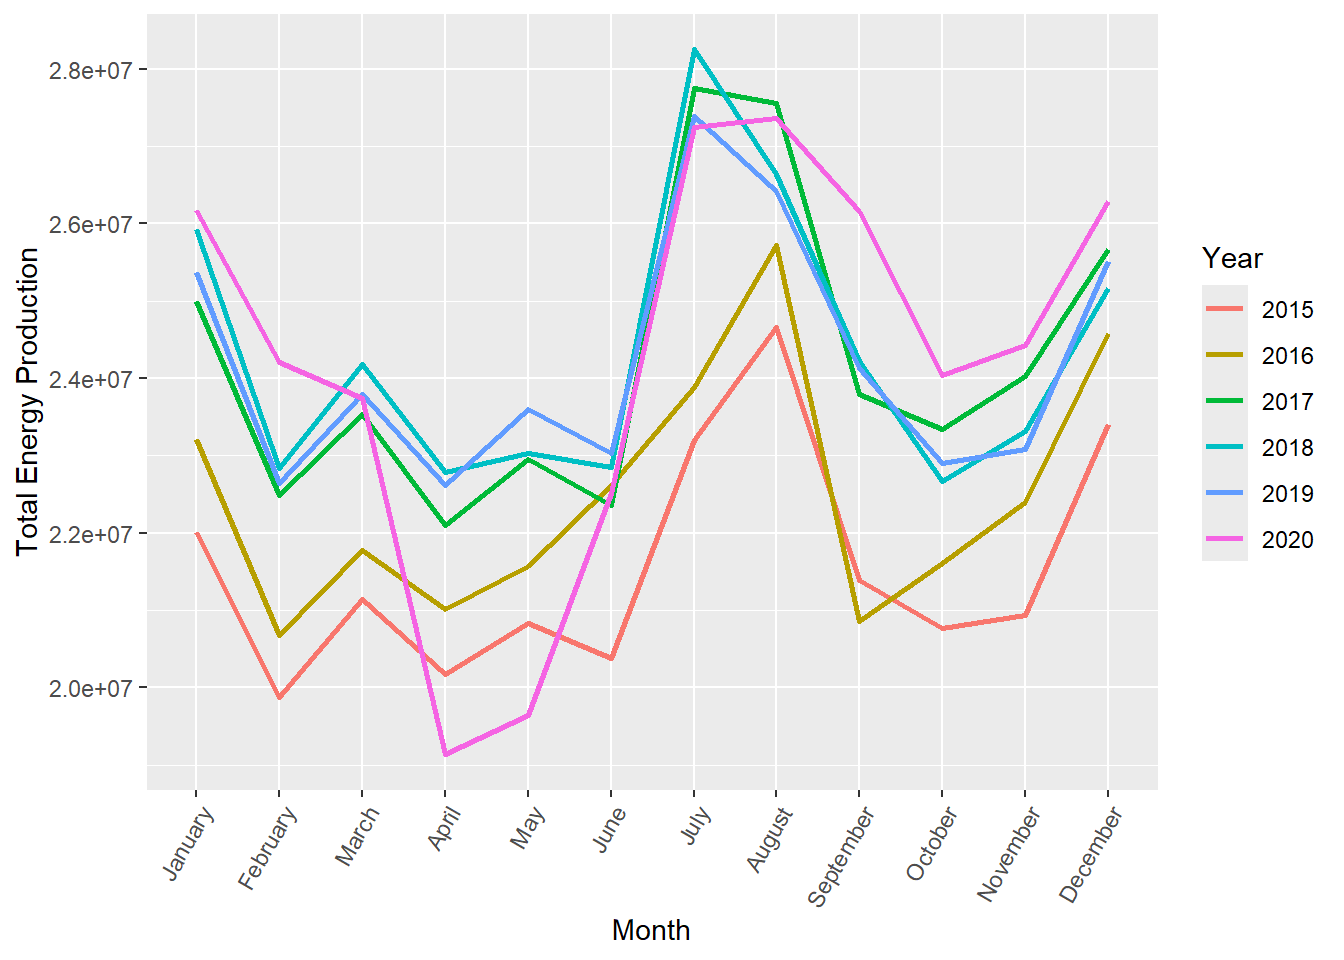 Total Energy Production
2.8e+07
2.6e+07
2.4e+07
2.2e+07
2.0e+07
January
February
March
April
May
June
July
August
September
October
November
December
Month
Year
2015
2016
2017
2018
2019
2020